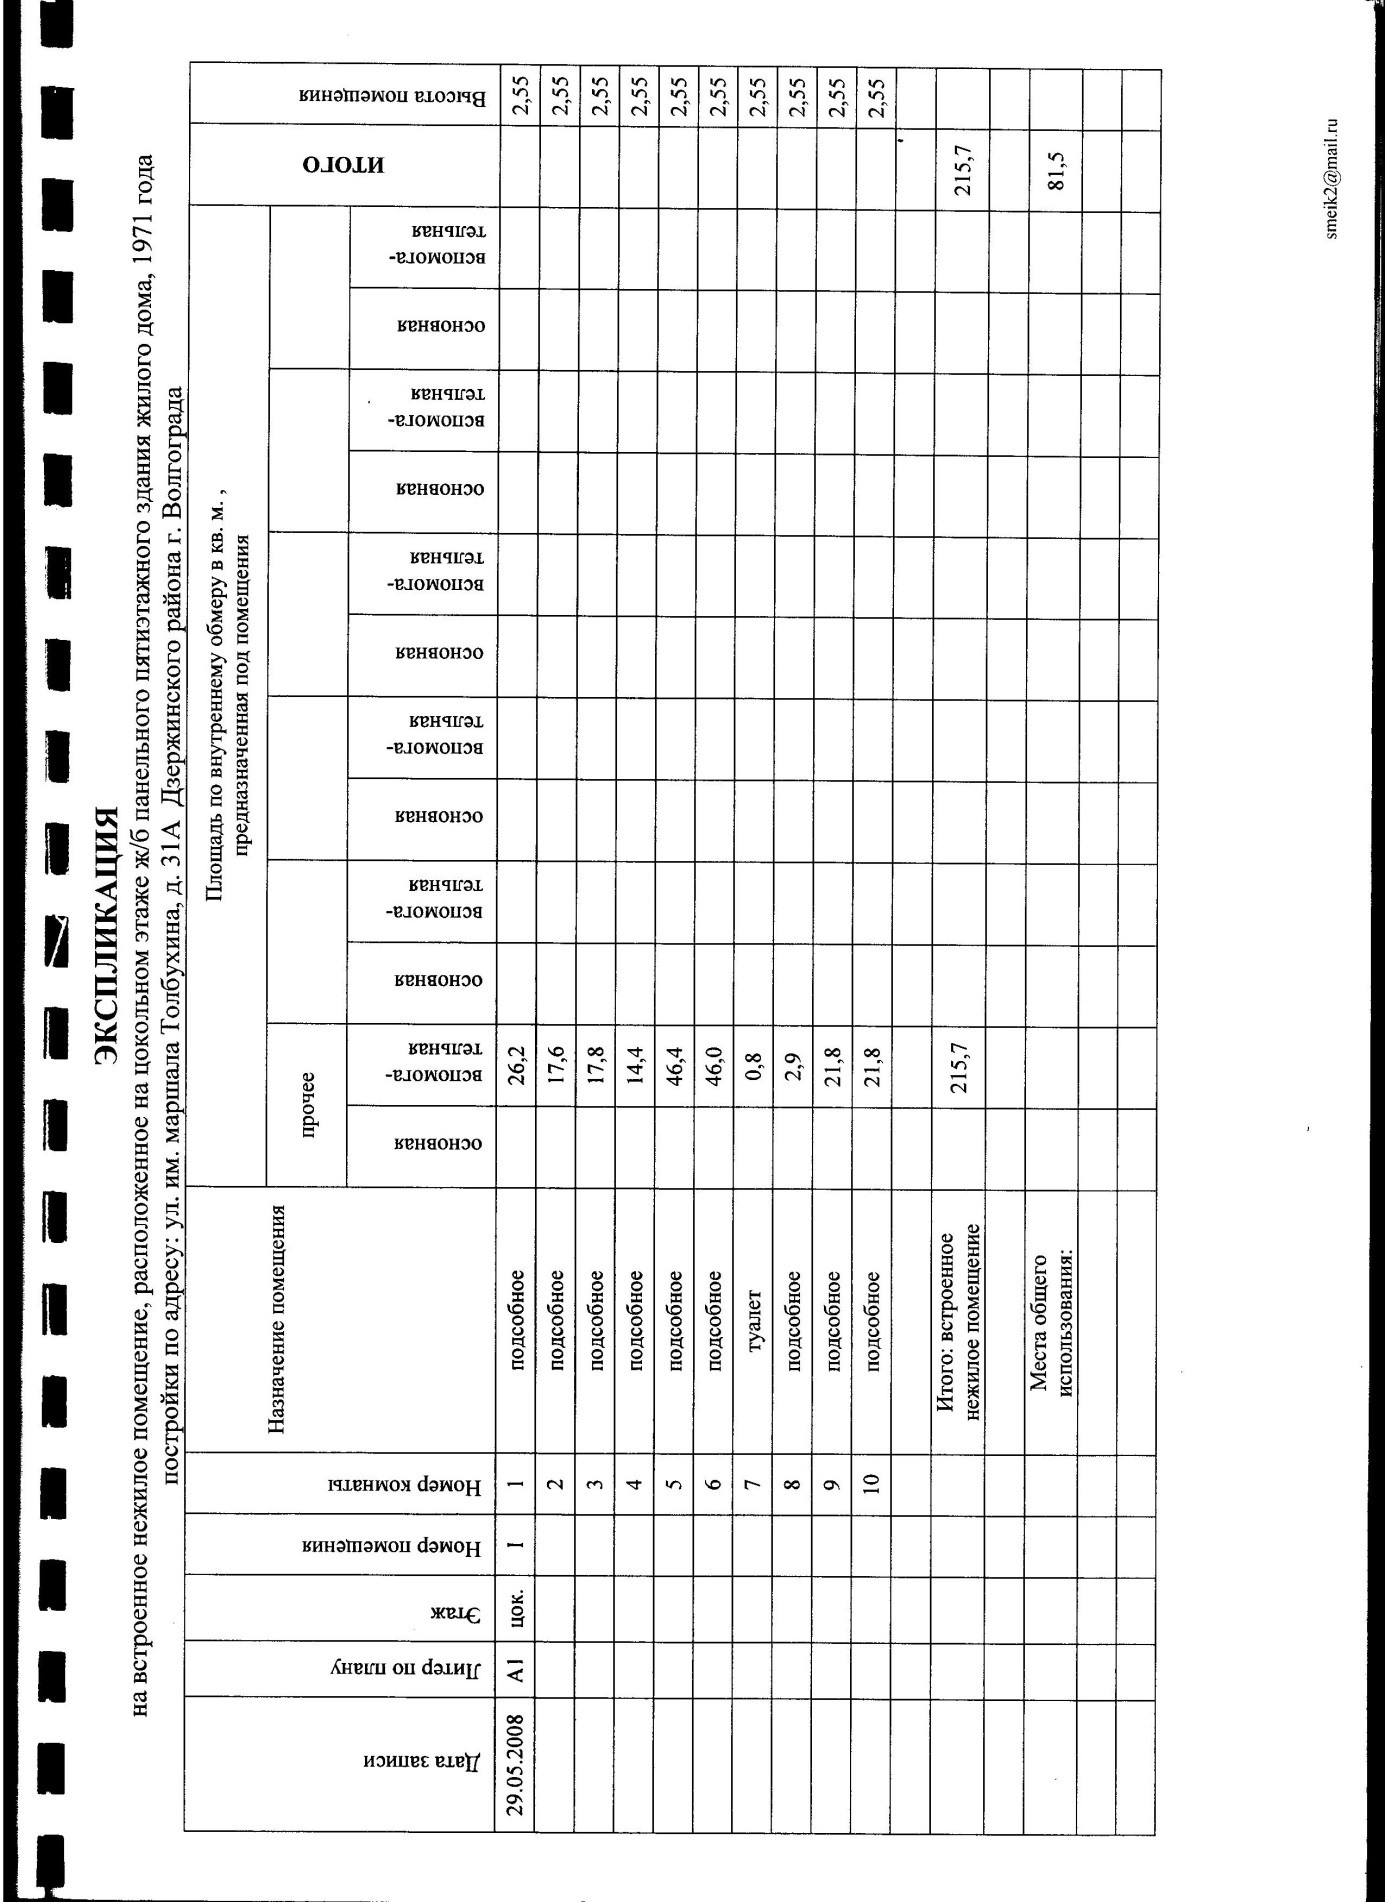 ЭКСПЛИКАЦИЯ
на встроенное нежилое помещение, расположенное на цокольном этаже ж/б панельного пятиэтажного здания жилого дома, 1971 года
постройки по адресу: ул. им. маршала Толбухина, д. 31А Дзержинского района г. Волгограда
Дата записи
Литер по плану
Этаж
Номер помещения
Номер комнаты
Назначение помещения
Площадь по внутреннему обмеру в кв. м. ,
предназначенная под помещения
ИТОГО
Высота помещения
прочее
основная
вспомога-
тельная
основная
вспомога-
тельная
основная
вспомога-
тельная
основная
вспомога-
тельная
основная
вспомога-
тельная
основная
вспомога-
тельная
29.05.2008 А1 цок. I 1 подсобное 26,2 2,55
2 подсобное 17,6 2,55
3 подсобное 17,8 2,55
4 подсобное 14,4 2,55
5 подсобное 46,4 2,55
6 подсобное 46,0 2,55
7 туалет 0,8 2,55
8 подсобное 2,9 2,55
9 подсобное 21,8 2,55
10 подсобное 21,8 2,55
Итого: встроенное
нежилое помещение 215,7 215,7
Места общего
использования: 81,5
smeik2@mail.ru